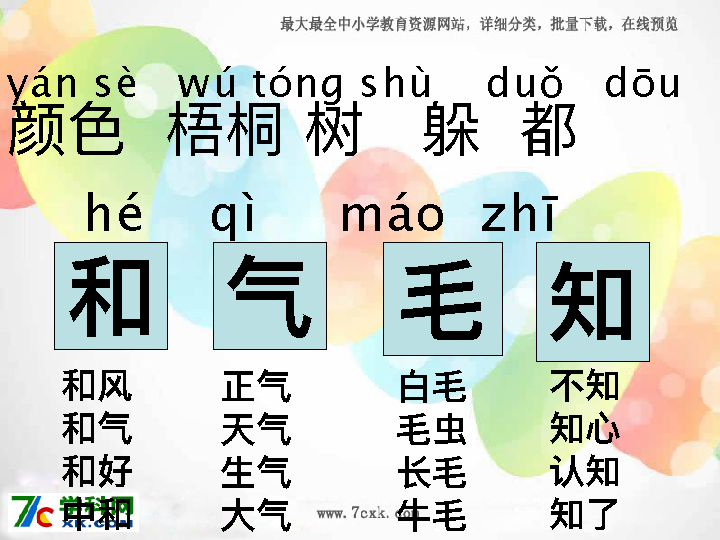 最大最全中小学教育资源网站，详细分类，批量下载，在线预览
yán sè wú tóng shù duǒ dōu
颜色 梧桐 树 躲 都
hé qì máo zhī
和 气 毛 知
和风 正气 白毛 不知
和气 天气 毛虫 知心
和好 生气 长毛 认知
中和 大气 牛毛 知了
7c 学科网
XK.COM
www.7cxk.com